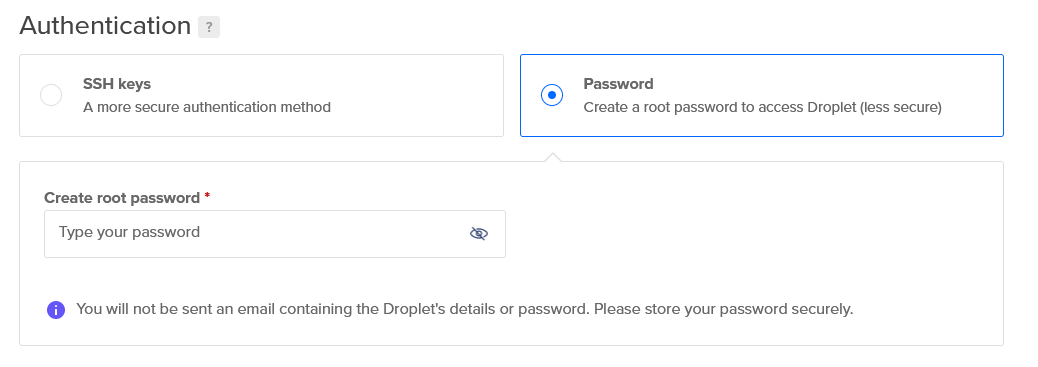 Authentication ?
SSH keys
A more secure authentication method
Password
Create a root password to access Droplet (less secure)
Create root password *
Type your password
You will not be sent an email containing the Droplet's details or password. Please store your password securely.